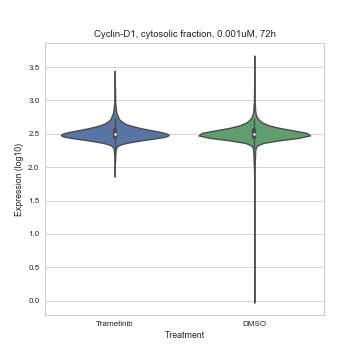 Cyclin-D1, cytosolic fraction, 0.001uM, 72h
Expression (log10)
3.5
3.0
2.5
2.0
1.5
1.0
0.5
0.0
Trametinib
DMSO
Treatment